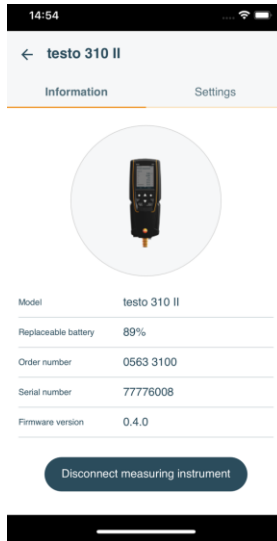 14:54
testo 310 II
Information Settings
Model testo 310 II
Replaceable battery 89%
Order number 0563 3100
Serial number 77776008
Firmware version 0.4.0
Disconnect measuring instrument